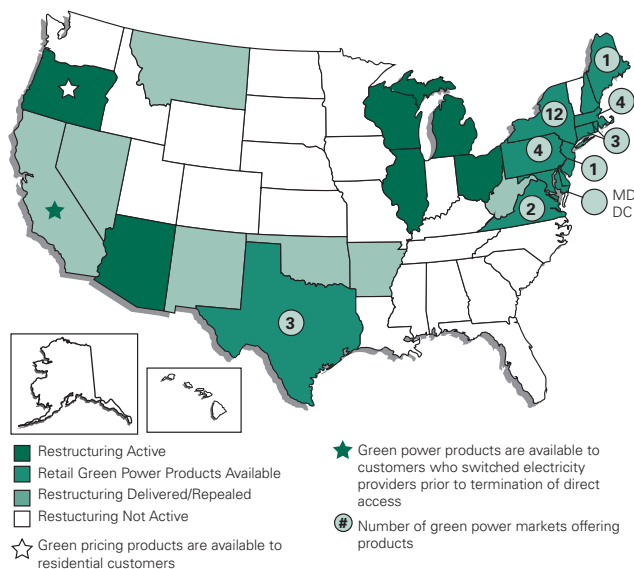 1
4
12
3
4
1
MD
DC
2
3
Restructuring Active
Retail Green Power Products Available
Restructuring Delivered/Repealed
Restucturing Not Active
Green pricing products are available to
residential customers
Green power products are available to
customers who switched electricity
providers prior to termination of direct
access
# Number of green power markets offering
products